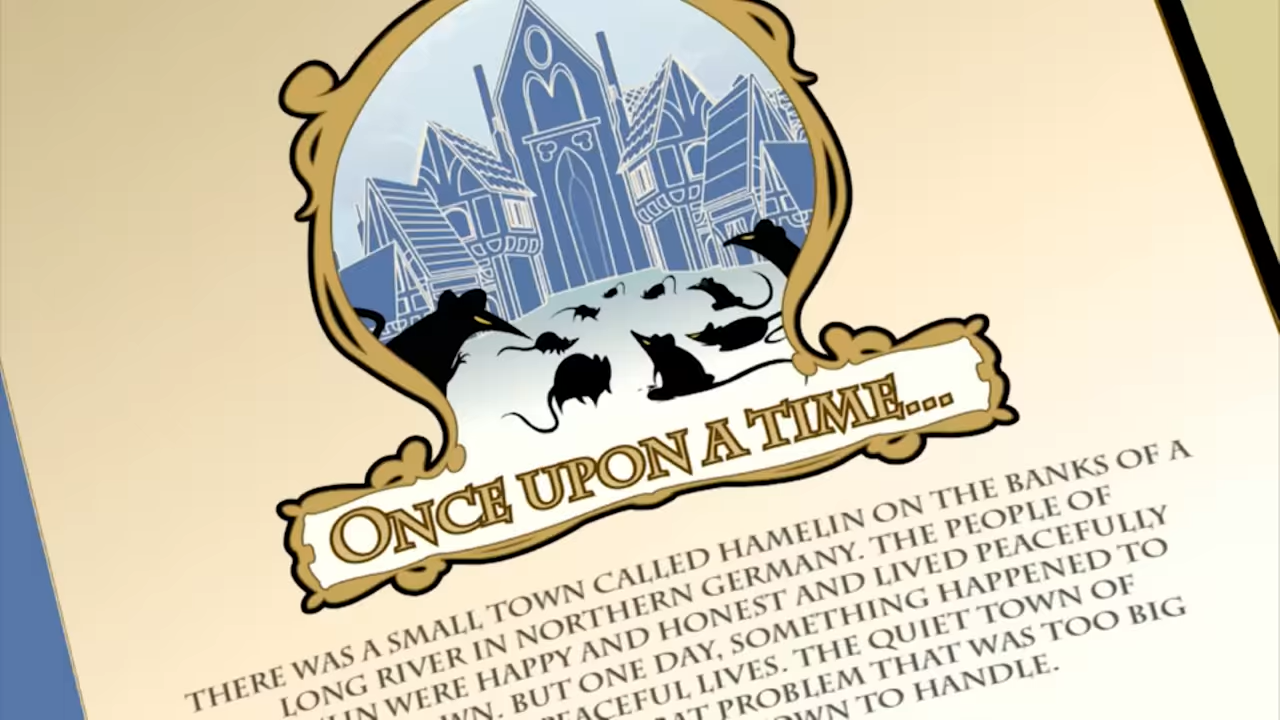 ONCE UPON A TIME...
THERE WAS A SMALL TOWN CALLED HAMELIN ON THE BANKS OF A
LONG RIVER IN NORTHERN GERMANY. THE PEOPLE OF
WERE HAPPY AND HONEST AND LIVED PEACEFULLY
BUT ONE DAY, SOMETHING HAPPENED TO
PEACEFUL LIVES. THE QUIET TOWN OF
PROBLEM THAT WAS TOO BIG
TO HANDLE.